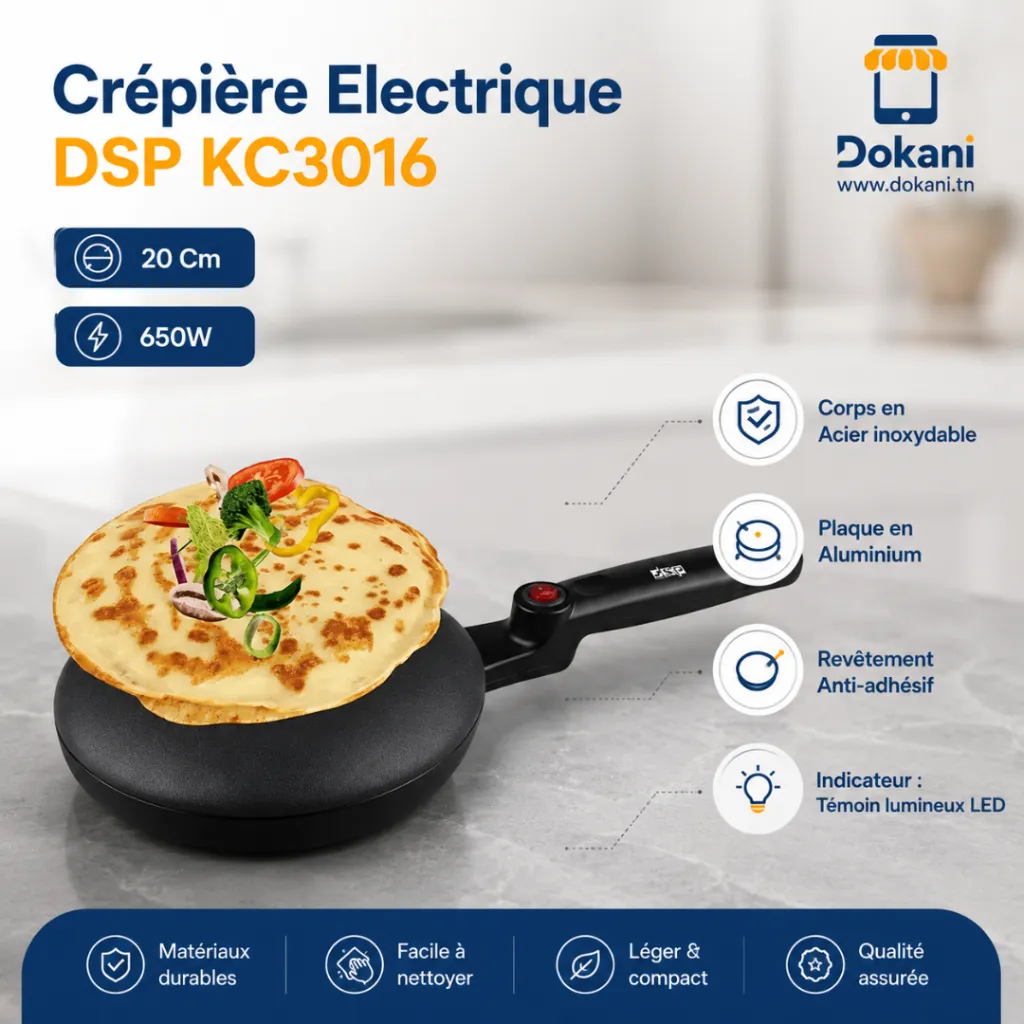 Crépière Electrique
DSP KC3016
Dokani
www.dokani.tn
20 Cm
650W
Corps en
Acier inoxydable
Plaque en
Aluminium
DSP
Revêtement
Anti-adhésif
Indicateur :
Témoin lumineux LED
Matériaux
durables
Facile à
nettoyer
Léger &
compact
Qualité
assurée